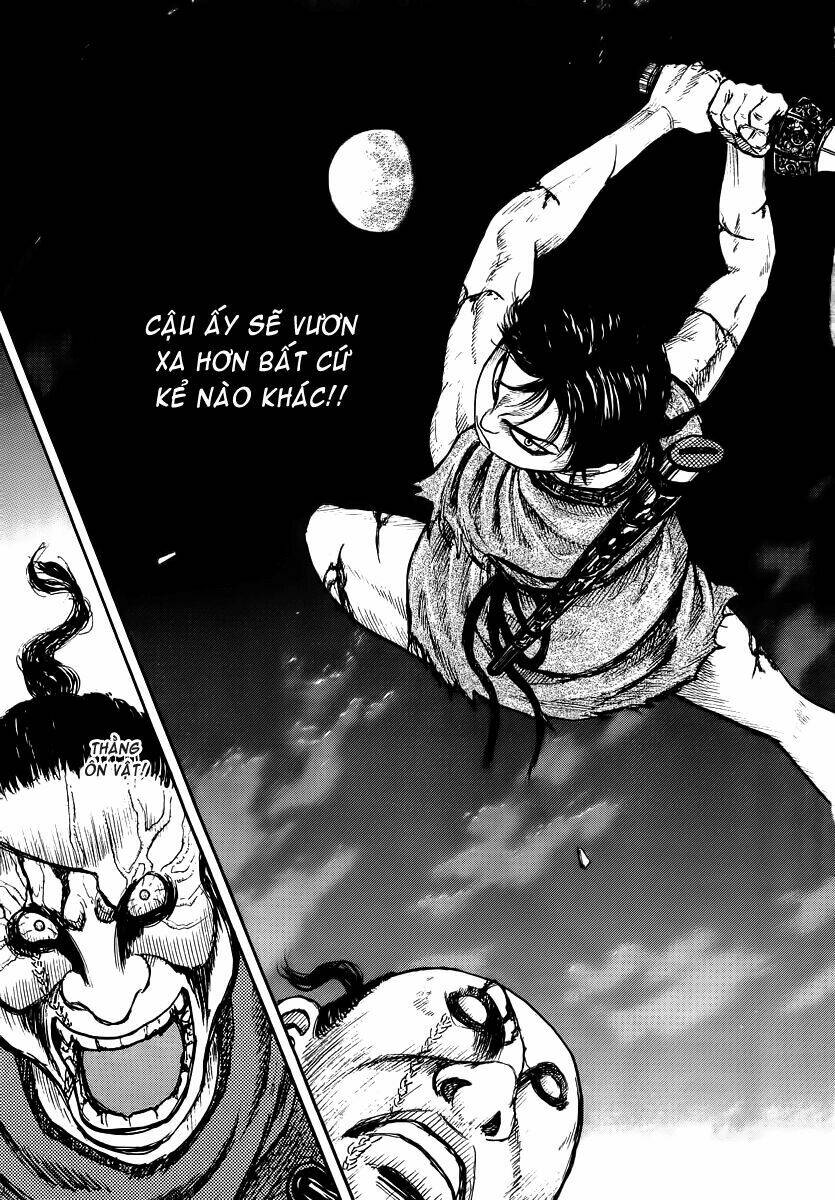 CẬU ẤY SẼ VƯƠN
XA HƠN BẤT CỨ
KẺ NÀO KHÁC!!
THẰNG
ÔN VẬT!